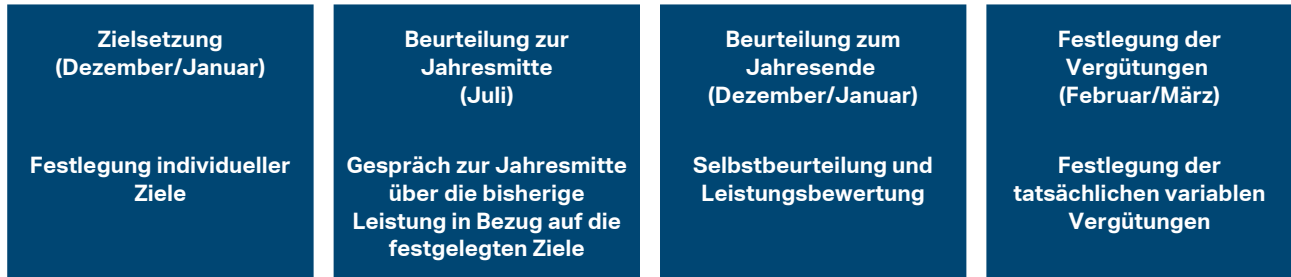 Zielsetzung
(Dezember/Januar)
Festlegung individueller
Ziele
Beurteilung zur
Jahresmitte
(Juli)
Gespräch zur Jahresmitte
über die bisherige
Leistung in Bezug auf die
festgelegten Ziele
Beurteilung zum
Jahresende
(Dezember/Januar)
Selbstbeurteilung und
Leistungsbewertung
Festlegung der
Vergütungen
(Februar/März)
Festlegung der
tatsächlichen variablen
Vergütungen